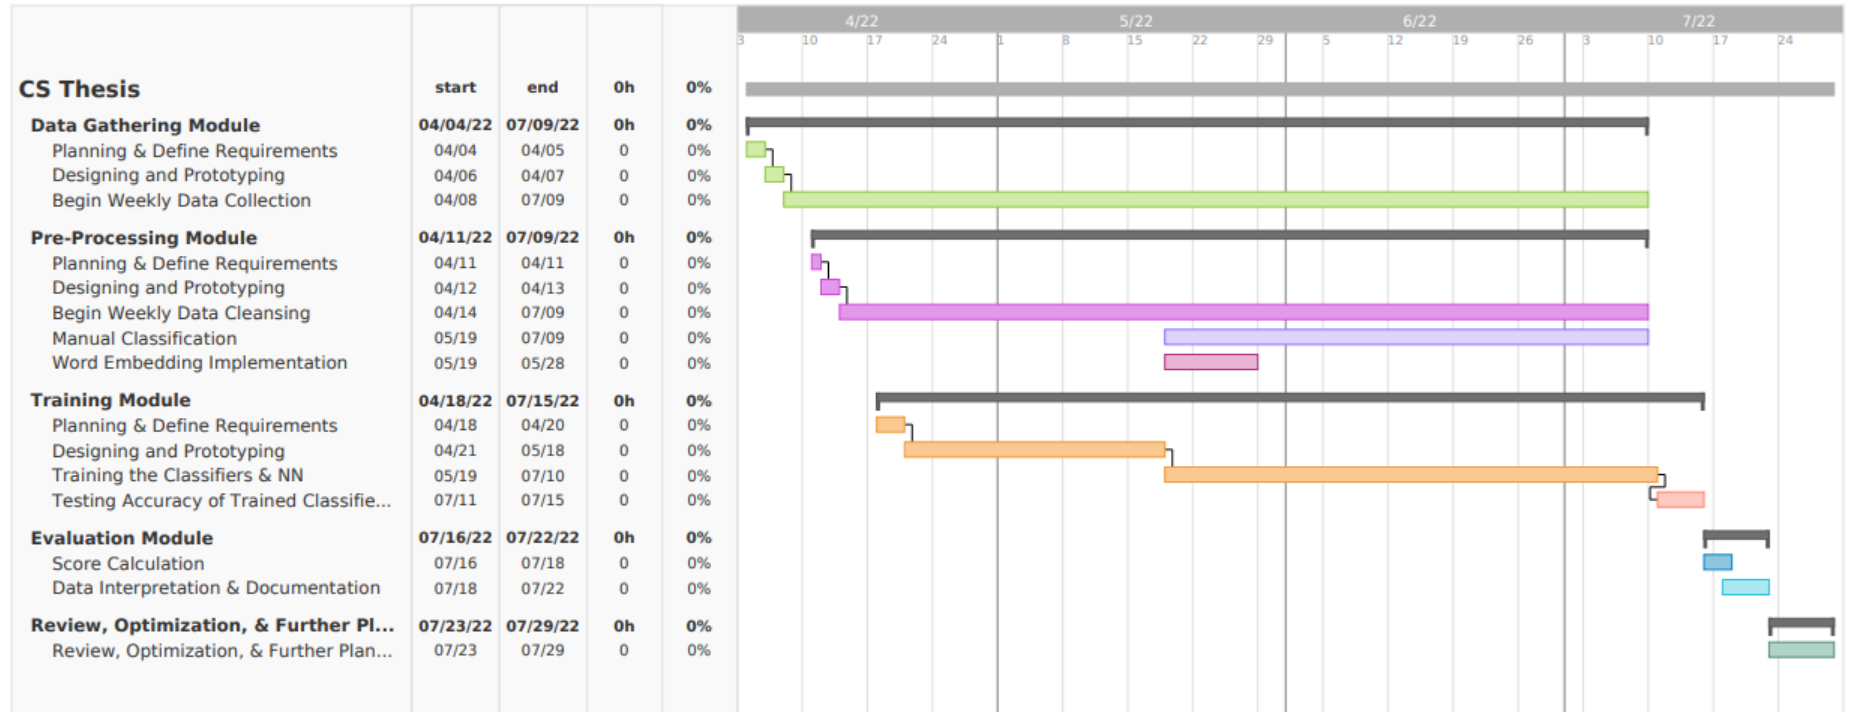 4/22 5/22 6/22 7/22
3 10 17 24 1 8 15 22 29 5 12 19 26 3 10 17 24
CS Thesis start end 0h 0%
Data Gathering Module 04/04/22 07/09/22 0h 0%
Planning & Define Requirements 04/04 04/05 0 0%
Designing and Prototyping 04/06 04/07 0 0%
Begin Weekly Data Collection 04/08 07/09 0 0%
Pre-Processing Module 04/11/22 07/09/22 0h 0%
Planning & Define Requirements 04/11 04/11 0 0%
Designing and Prototyping 04/12 04/13 0 0%
Begin Weekly Data Cleansing 04/14 07/09 0 0%
Manual Classification 05/19 07/09 0 0%
Word Embedding Implementation 05/19 05/28 0 0%
Training Module 04/18/22 07/15/22 0h 0%
Planning & Define Requirements 04/18 04/20 0 0%
Designing and Prototyping 04/21 05/18 0 0%
Training the Classifiers & NN 05/19 07/10 0 0%
Testing Accuracy of Trained Classifie... 07/11 07/15 0 0%
Evaluation Module 07/16/22 07/22/22 0h 0%
Score Calculation 07/16 07/18 0 0%
Data Interpretation & Documentation 07/18 07/22 0 0%
Review, Optimization, & Further Pl... 07/23/22 07/29/22 0h 0%
Review, Optimization, & Further Plan... 07/23 07/29 0 0%